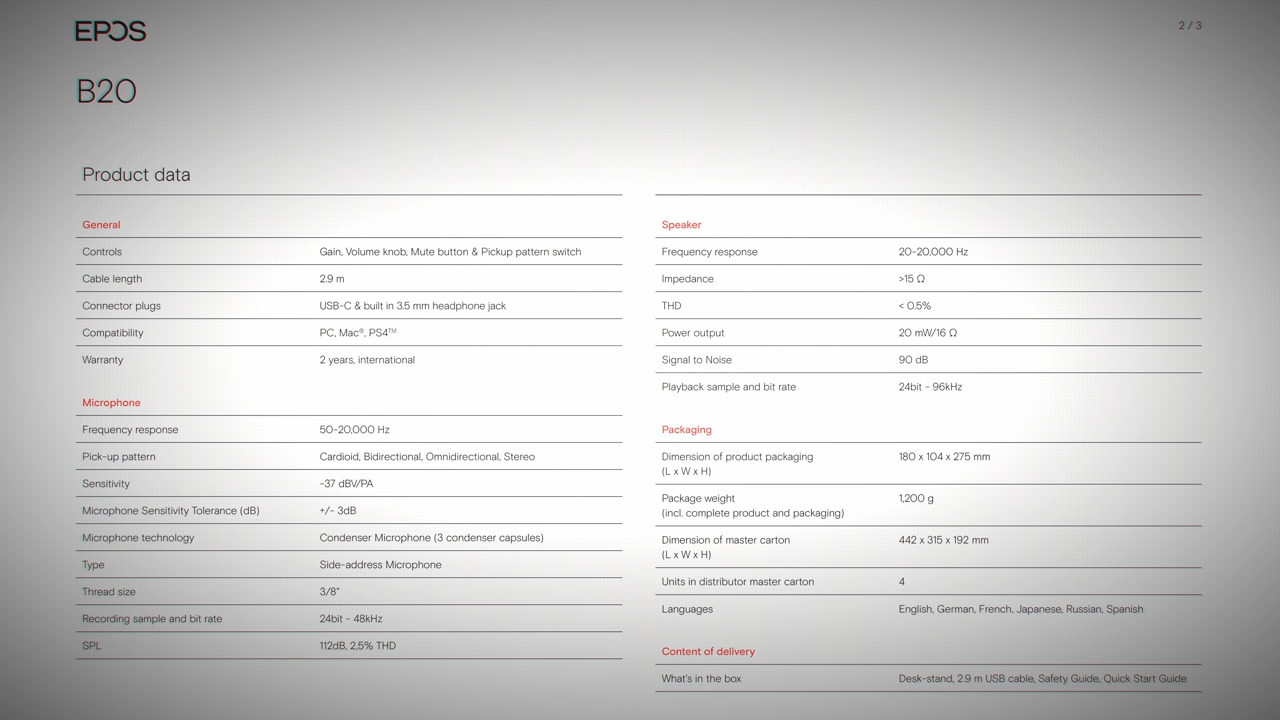 EPOS
2 / 3
B20
Product data
General
Controls Gain, Volume knob, Mute button & Pickup pattern switch
Cable length 2.9 m
Connector plugs USB-C & built in 3.5 mm headphone jack
Compatibility PC, Mac®, PS4™
Warranty 2 years, international
Microphone
Frequency response 50-20,000 Hz
Pick-up pattern Cardioid, Bidirectional, Omnidirectional, Stereo
Sensitivity -37 dBV/PA
Microphone Sensitivity Tolerance (dB) +/- 3dB
Microphone technology Condenser Microphone (3 condenser capsules)
Type Side-address Microphone
Thread size 3/8"
Recording sample and bit rate 24bit - 48kHz
SPL 112dB, 2,5% THD
Speaker
Frequency response 20-20,000 Hz
Impedance >15 Ω
THD < 0.5%
Power output 20 mW/16 Ω
Signal to Noise 90 dB
Playback sample and bit rate 24bit - 96kHz
Packaging
Dimension of product packaging 180 x 104 x 275 mm
(L x W x H)
Package weight 1,200 g
(incl. complete product and packaging)
Dimension of master carton 442 x 315 x 192 mm
(L x W x H)
Units in distributor master carton 4
Languages English, German, French, Japanese, Russian, Spanish
Content of delivery
What's in the box Desk-stand, 2.9 m USB cable, Safety Guide, Quick Start Guide